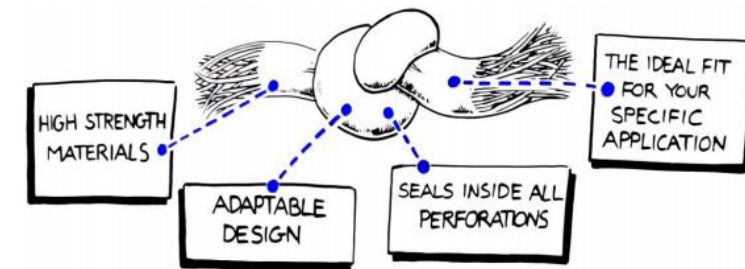 HIGH STRENGTH
MATERIALS
ADAPTABLE
DESIGN
SEALS INSIDE ALL
PERFORATIONS
THE IDEAL FIT
FOR YOUR
SPECIFIC
APPLICATION